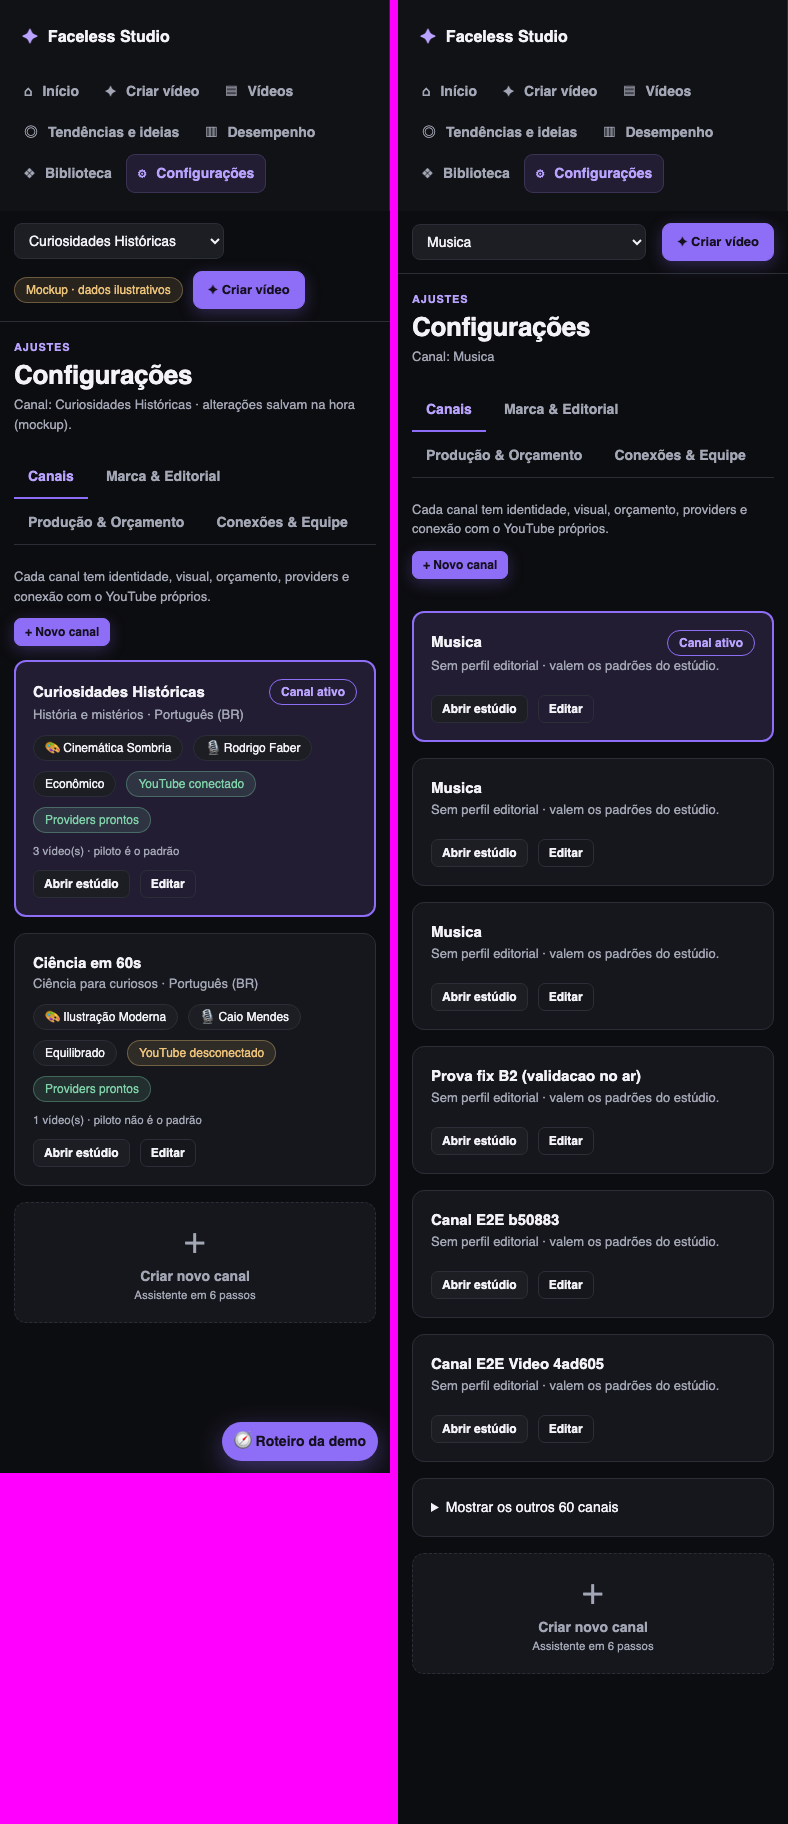 Faceless Studio
Início
Criar vídeo
Vídeos
Tendências e ideias
Desempenho
Biblioteca
Configurações
Curiosidades Históricas
Mockup · dados ilustrativos
✦ Criar vídeo
AJUSTES
Configurações
Canal: Curiosidades Históricas · alterações salvam na hora
(mockup).
Canais
Marca & Editorial
Produção & Orçamento
Conexões & Equipe
Cada canal tem identidade, visual, orçamento, providers e
conexão com o YouTube próprios.
+ Novo canal
Curiosidades Históricas
Canal ativo
História e mistérios · Português (BR)
Cinemática Sombria
Rodrigo Faber
Econômico
YouTube conectado
Providers prontos
3 vídeo(s) · piloto é o padrão
Abrir estúdio
Editar
Ciência em 60s
Ciência para curiosos · Português (BR)
Ilustração Moderna
Caio Mendes
Equilibrado
YouTube desconectado
Providers prontos
1 vídeo(s) · piloto não é o padrão
Abrir estúdio
Editar
+
Criar novo canal
Assistente em 6 passos
Roteiro da demo
Faceless Studio
Início
Criar vídeo
Vídeos
Tendências e ideias
Desempenho
Biblioteca
Configurações
Musica
✦ Criar vídeo
AJUSTES
Configurações
Canal: Musica
Canais
Marca & Editorial
Produção & Orçamento
Conexões & Equipe
Cada canal tem identidade, visual, orçamento, providers e
conexão com o YouTube próprios.
+ Novo canal
Musica
Canal ativo
Sem perfil editorial · valem os padrões do estúdio.
Abrir estúdio
Editar
Musica
Sem perfil editorial · valem os padrões do estúdio.
Abrir estúdio
Editar
Musica
Sem perfil editorial · valem os padrões do estúdio.
Abrir estúdio
Editar
Prova fix B2 (validacao no ar)
Sem perfil editorial · valem os padrões do estúdio.
Abrir estúdio
Editar
Canal E2E b50883
Sem perfil editorial · valem os padrões do estúdio.
Abrir estúdio
Editar
Canal E2E Video 4ad605
Sem perfil editorial · valem os padrões do estúdio.
Abrir estúdio
Editar
Mostrar os outros 60 canais
+
Criar novo canal
Assistente em 6 passos